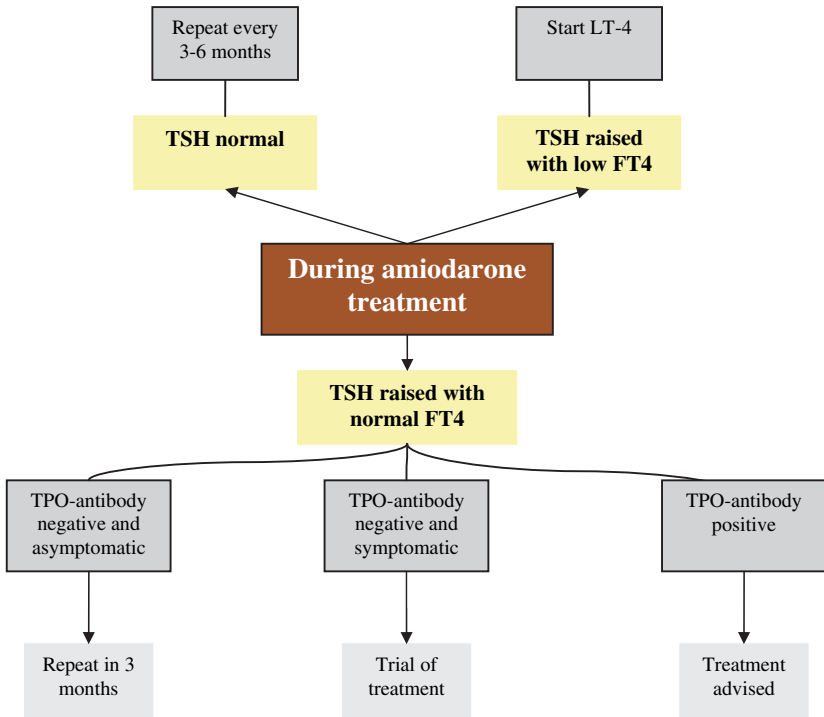 Repeat every
3-6 months
Start LT-4
TSH normal
TSH raised
with low FT4
During amiodarone
treatment
TSH raised with
normal FT4
TPO-antibody
negative and
asymptomatic
TPO-antibody
negative and
symptomatic
TPO-antibody
positive
Repeat in 3
months
Trial of
treatment
Treatment
advised